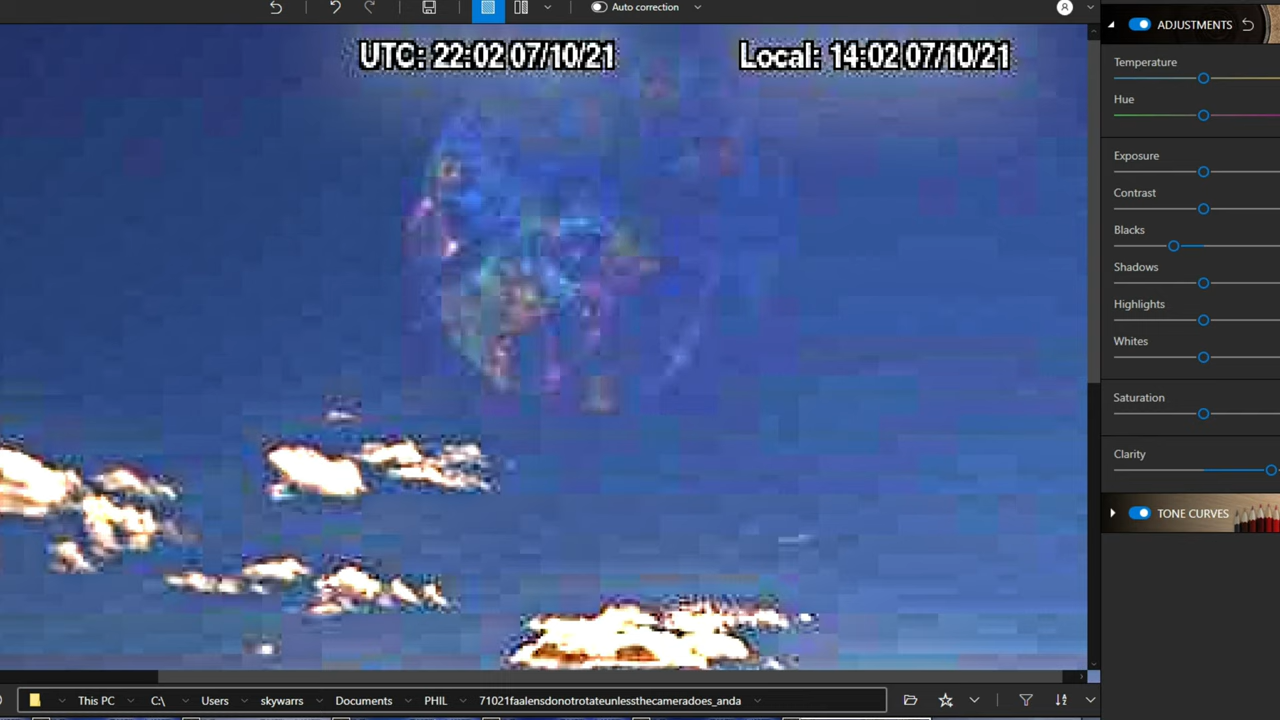 Auto correction
UTC: 22:02 07/10/21
Local: 14:02 07/10/21
ADJUSTMENTS
Temperature
Hue
Exposure
Contrast
Blacks
Shadows
Highlights
Whites
Saturation
Clarity
TONE CURVES
This PC C:\ Users skywarrs Documents PHIL 71021faalensdonotrotateunlessthecameradoes_anda